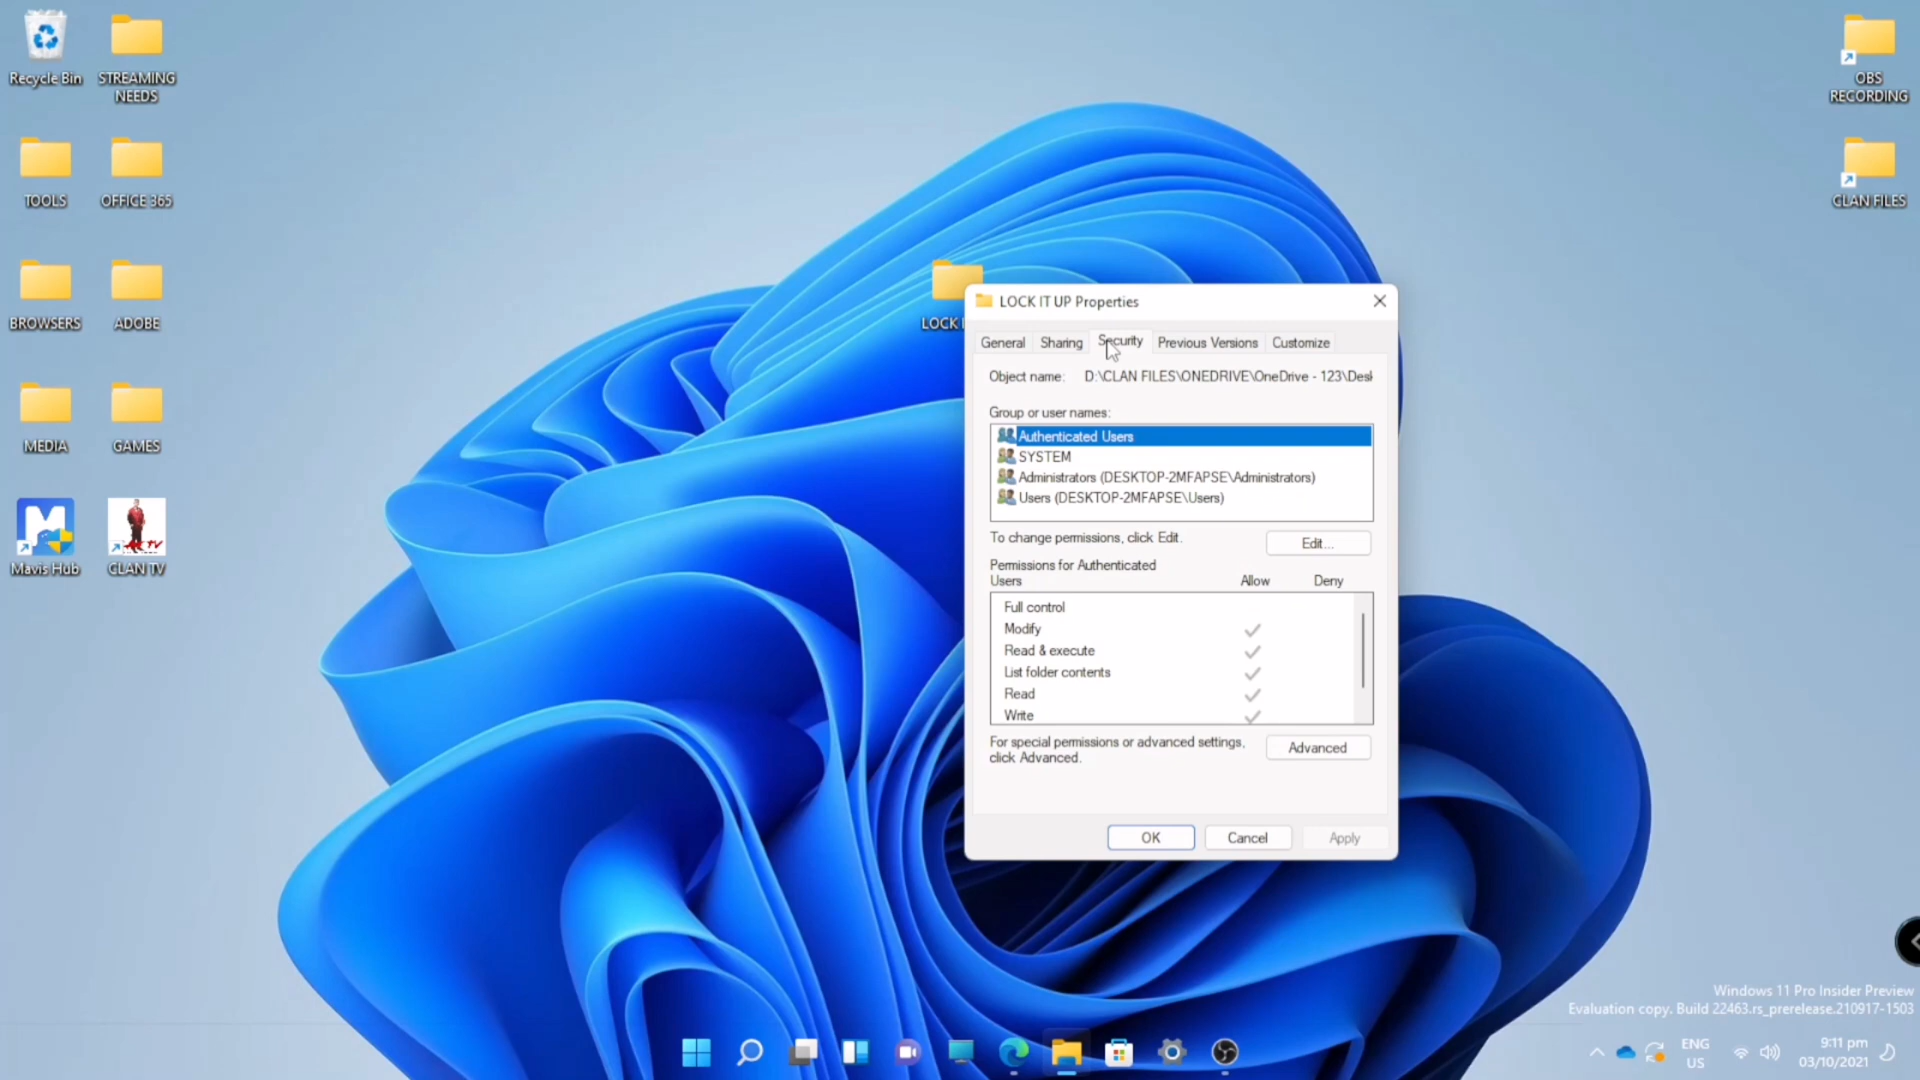 Recycle Bin
STREAMING
NEEDS
OBS
RECORDING
TOOLS
OFFICE 365
CLAN FILES
BROWSERS
ADOBE
LOCK I
MEDIA
GAMES
Mavis Hub
CLAN TV
LOCK IT UP Properties
General
Sharing
Security
Previous Versions
Customize
Object name:
D:\CLAN FILES\ONEDRIVE\OneDrive - 123\Desk
Group or user names:
Authenticated Users
SYSTEM
Administrators (DESKTOP-2MFAPSE\Administrators)
Users (DESKTOP-2MFAPSE\Users)
To change permissions, click Edit.
Edit...
Permissions for Authenticated
Users
Allow
Deny
Full control
Modify
Read & execute
List folder contents
Read
Write
For special permissions or advanced settings,
click Advanced.
Advanced
OK
Cancel
Apply
Windows 11 Pro Insider Preview
Evaluation copy. Build 22463.rs_prerelease.210917-1503
ENG
US
9:11 pm
03/10/2021